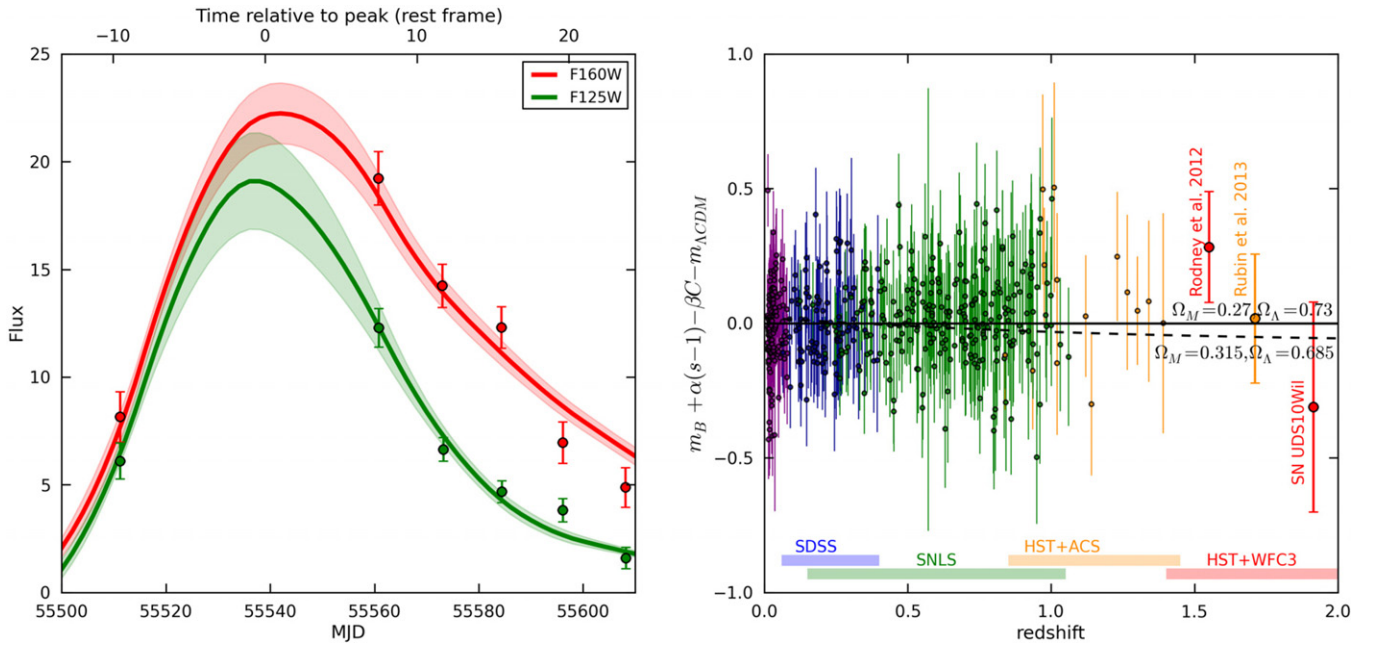 Time relative to peak (rest frame)
−10 0 10 20
25
20
15
10
5
0
Flux
F160W
F125W
55500 55520 55540 55560 55580 55600
MJD
1.0
0.5
0.0
−0.5
−1.0
m_B + α(s−1)−βC−m_ΛCDM
Rodney et al. 2012
Rubin et al. 2013
Ω_M=0.27,Ω_Λ=0.73
Ω_M=0.315,Ω_Λ=0.685
SN UDS10Wil
SDSS
SNLS
HST+ACS
HST+WFC3
0.0 0.5 1.0 1.5 2.0
redshift